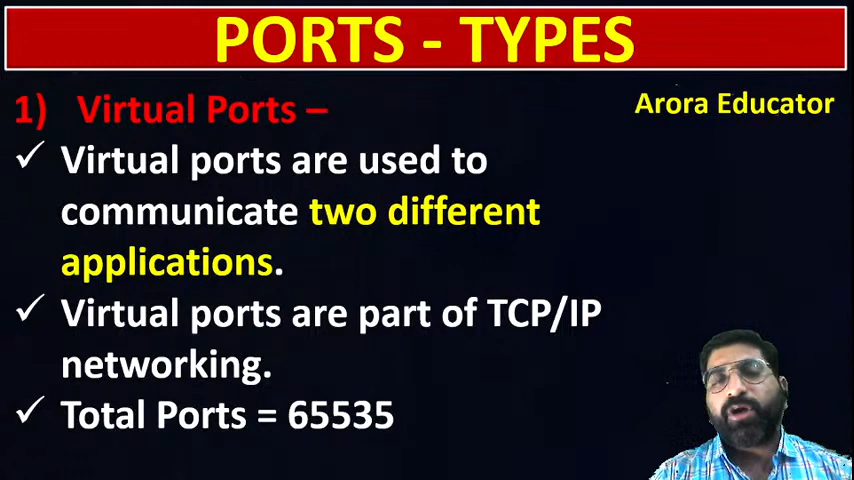 PORTS - TYPES
1) Virtual Ports –
Arora Educator
✓ Virtual ports are used to
communicate two different
applications.
✓ Virtual ports are part of TCP/IP
networking.
✓ Total Ports = 65535